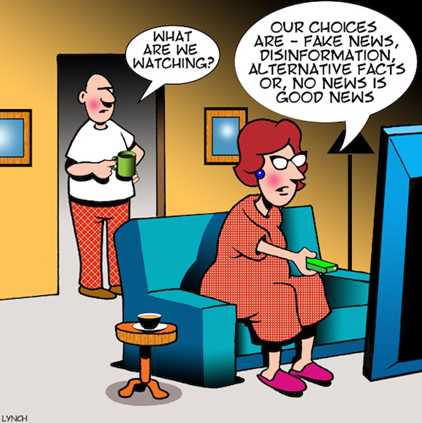 WHAT
ARE WE
WATCHING?
OUR CHOICES
ARE - FAKE NEWS,
DISINFORMATION,
ALTERNATIVE FACTS
OR, NO NEWS IS
GOOD NEWS
LYNCH